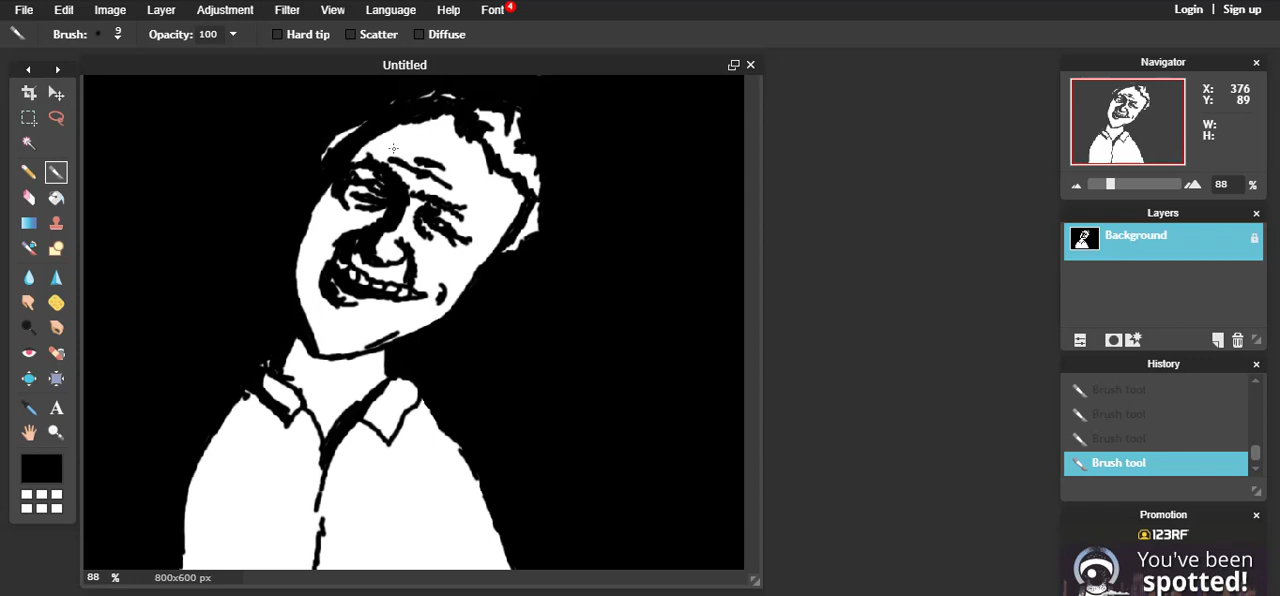 File Edit Image Layer Adjustment Filter View Language Help Font 4 Login | Sign up
Brush: 9 Opacity: 100 Hard tip Scatter Diffuse
Untitled
Navigator
X: 376
Y: 89
W:
H:
88 %
Layers
Background
History
Brush tool
Brush tool
Brush tool
Brush tool
Promotion
123RF
You've been
spotted!
A
88 % 800x600 px